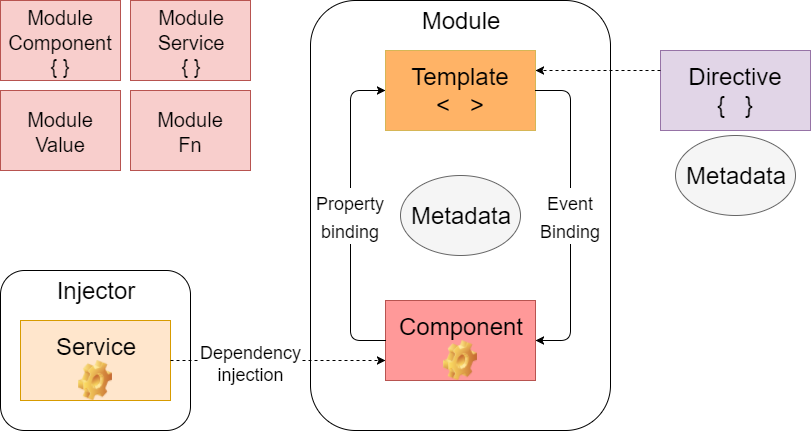 Module
Component
{ }
Module
Service
{ }
Module
Value
Module
Fn
Module
Template
< >
Directive
{ }
Metadata
Property
binding
Metadata
Event
Binding
Injector
Service
Dependency
injection
Component